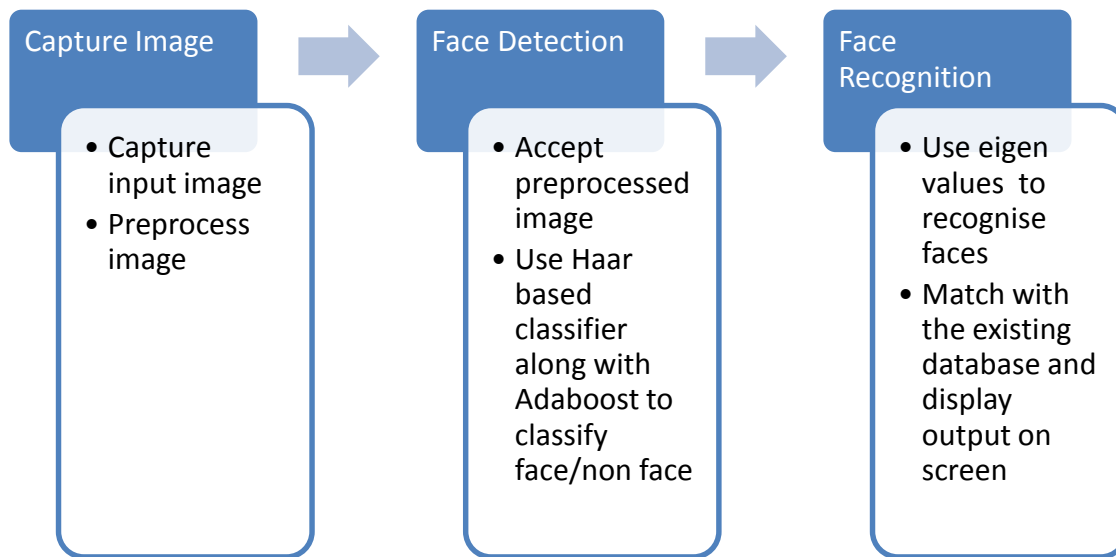 Capture Image
• Capture
input image
• Preprocess
image
Face Detection
• Accept
preprocessed
image
• Use Haar
based
classifier
along with
Adaboost to
classify
face/non face
Face
Recognition
• Use eigen
values  to
recognise
faces
• Match with
the existing
database and
display
output on
screen